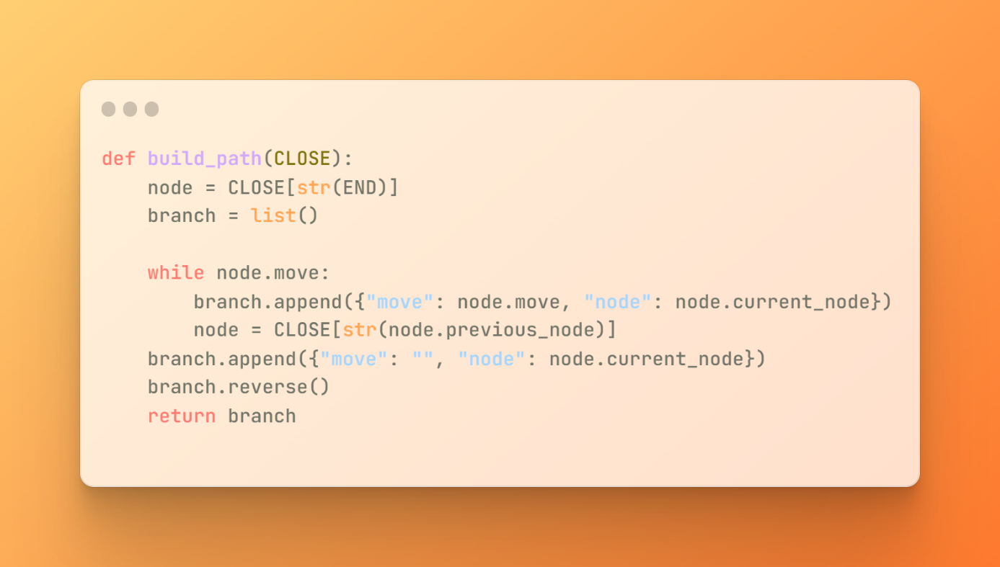 def build_path(CLOSE):
    node = CLOSE[str(END)]
    branch = list()
    while node.move:
        branch.append({"move": node.move, "node": node.current_node})
        node = CLOSE[str(node.previous_node)]
    branch.append({"move": "", "node": node.current_node})
    branch.reverse()
    return branch